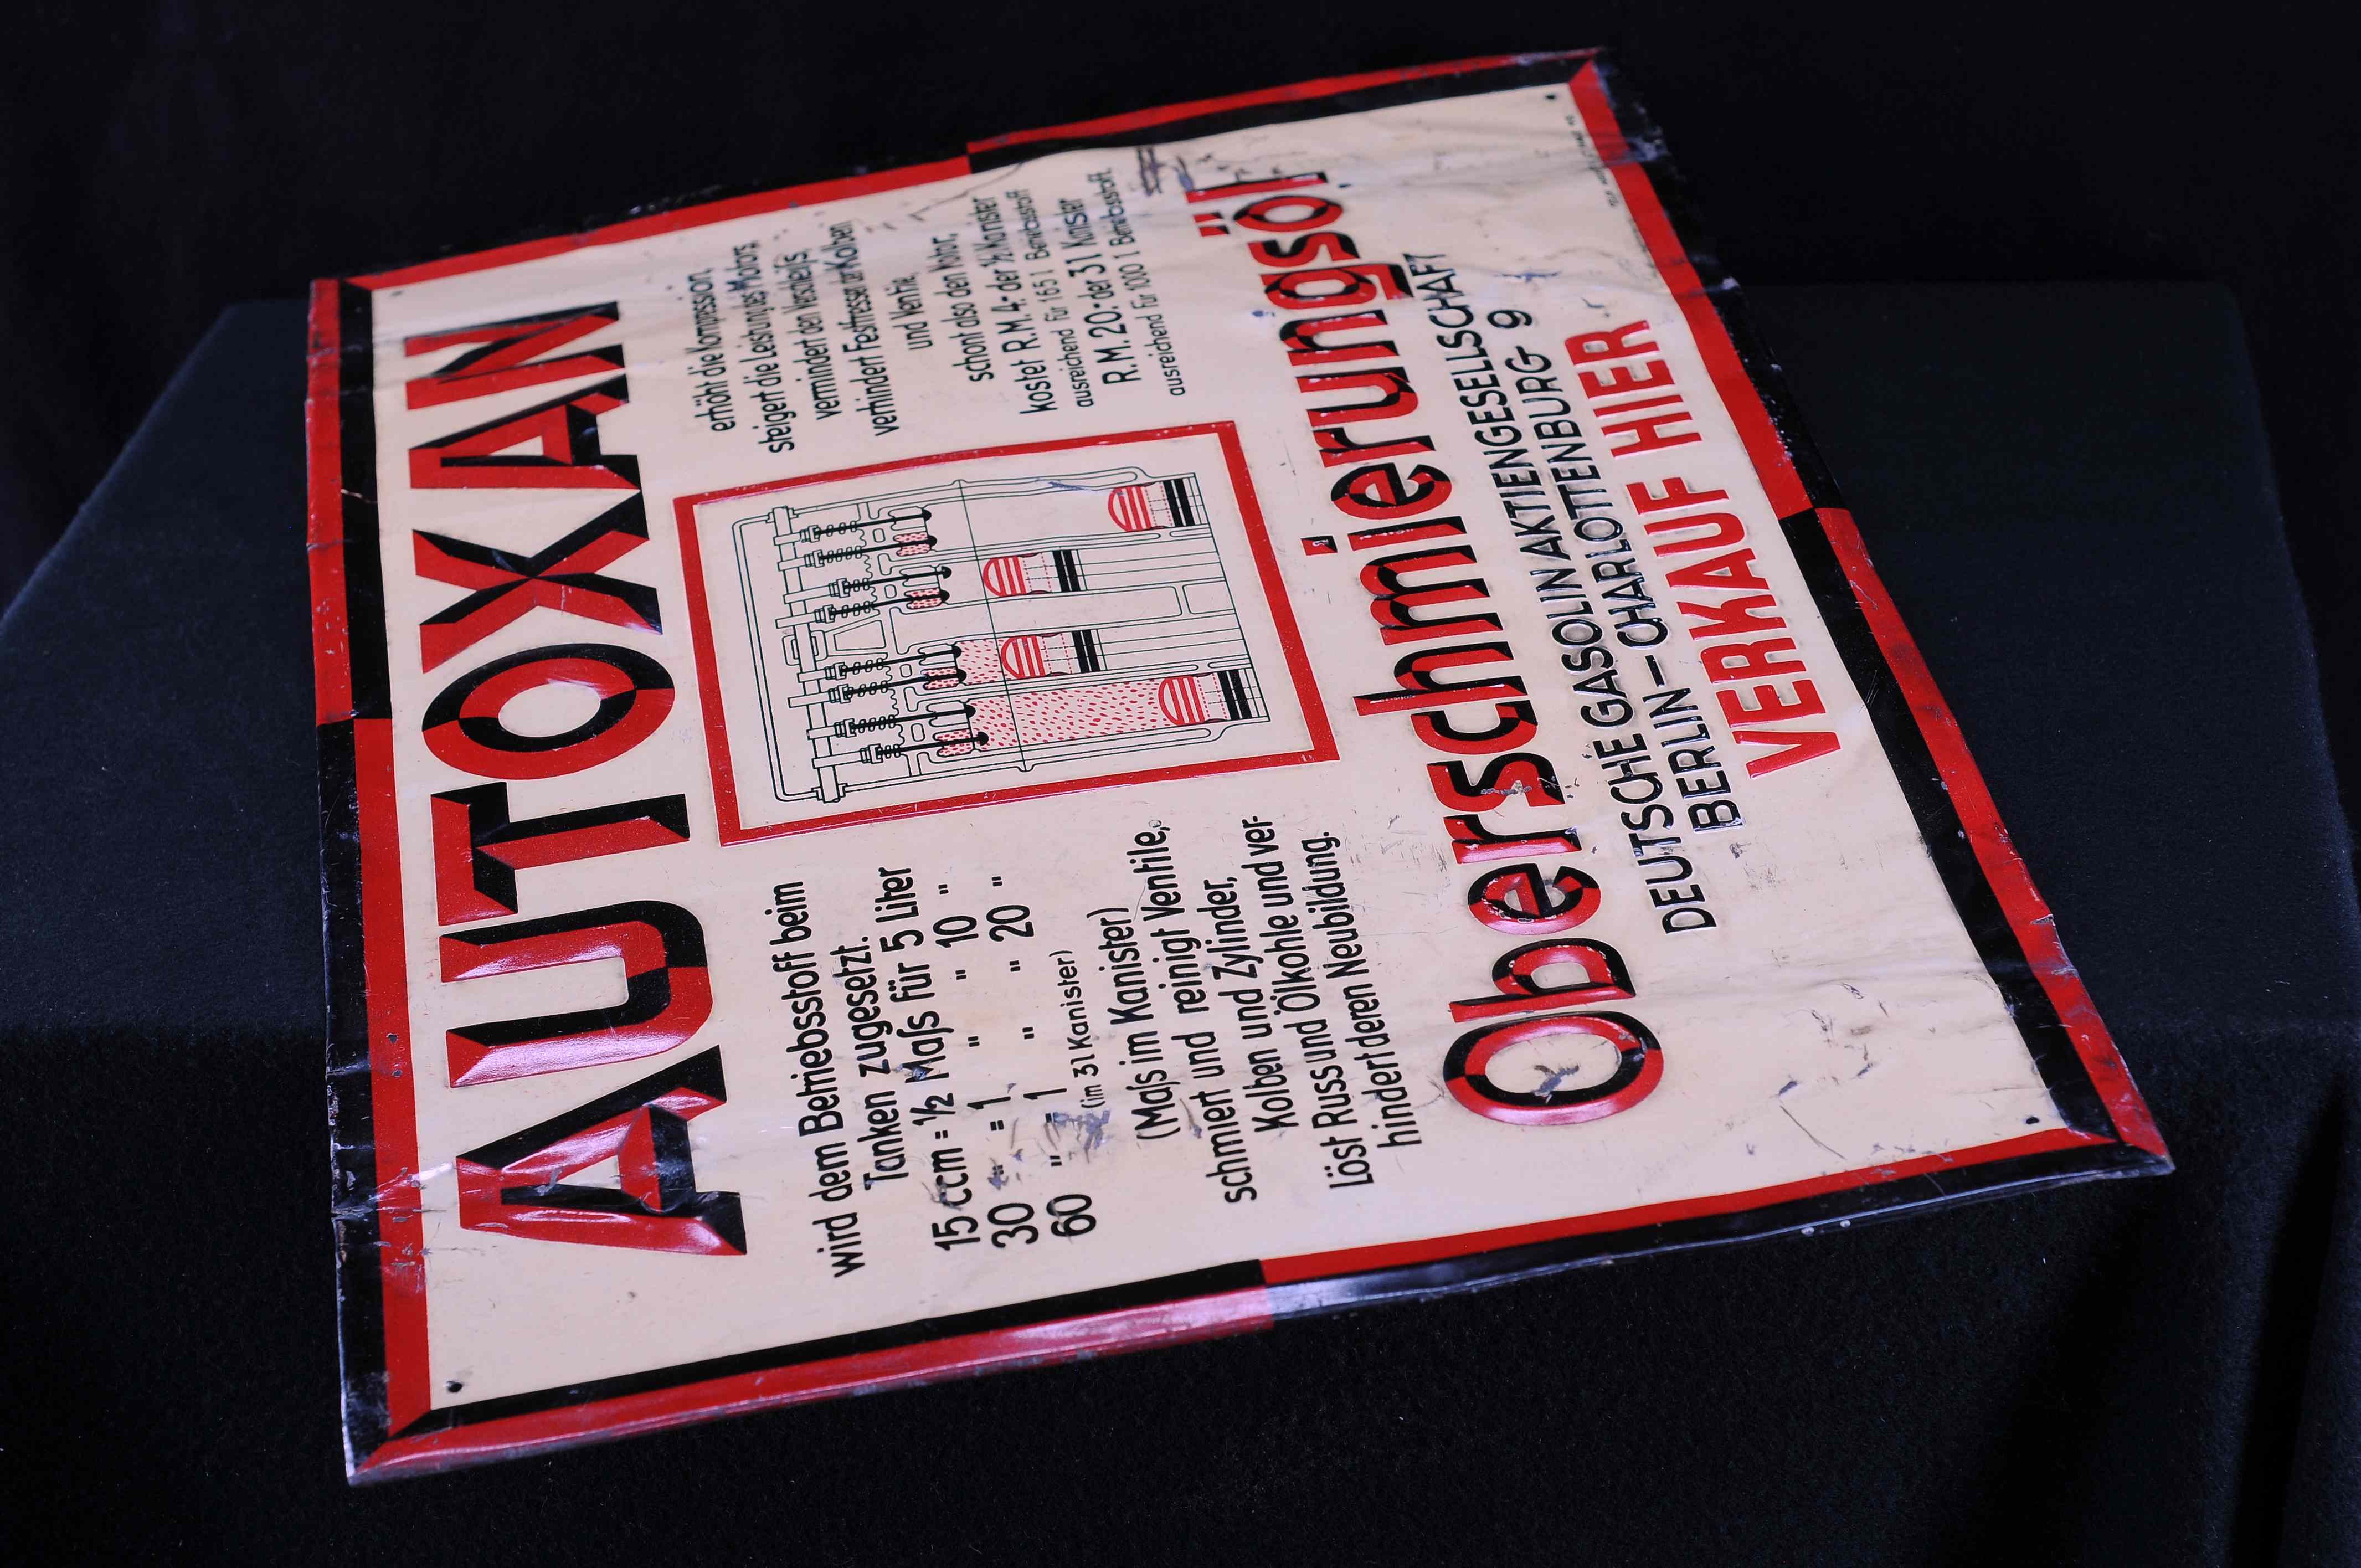 AUTOXAN
wird dem Betriebsstoff beim
Tanken zugesetzt.
15 ccm = ½ Maſs für 5 Liter
30 " = 1 " " 10 "
60 " = 1 " " 20 "
(im 3 l Kanister)
(Maſs im Kanister)
schmiert und reinigt Ventile,
Kolben und Zylinder,
Löst Russ und Ölkohle und ver-
hindert deren Neubildung.
erhöht die Kompression,
steigert die Leistung des Motors,
vermindert den Verschleiſs,
verhindert Festfressen der Kolben
und Ventile,
schont also den Motor,
kostet R.M. 4.- der ½ l Kanister
ausreichend für 165 l Betriebsstoff
R.M. 20.- der 3 l Kanister
ausreichend für 1000 l Betriebsstoff.
Oberschmierungsöl
DEUTSCHE GASOLIN AKTIENGESELLSCHAFT
BERLIN – CHARLOTTENBURG 9
VERKAUF HIER